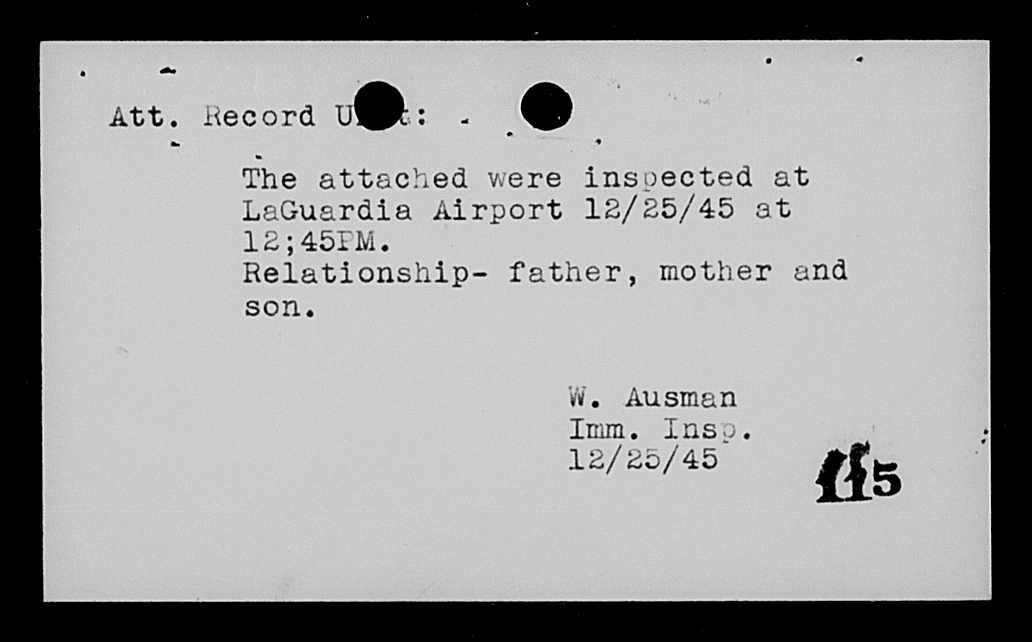 Att. Record
The attached were inspected at
LaGuardia Airport 12/25/45 at
12;45PM.
Relationship- father, mother and
son.
W. Ausman
Imm. Insp.
12/25/45